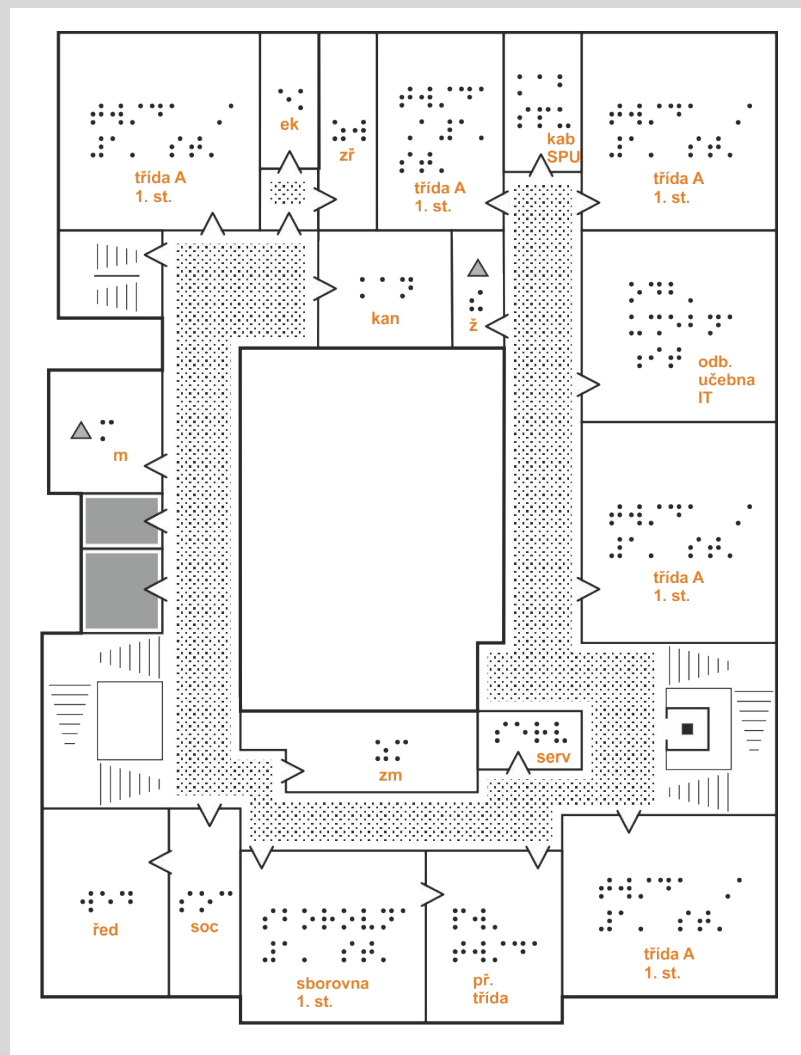 ek
zř
kab
SPU
třída A
1. st.
třída A
1. st.
třída A
1. st.
kan
ž
odb.
učebna
IT
m
třída A
1. st.
zm
serv
řed
soc
sborovna
1. st.
př.
třída
třída A
1. st.